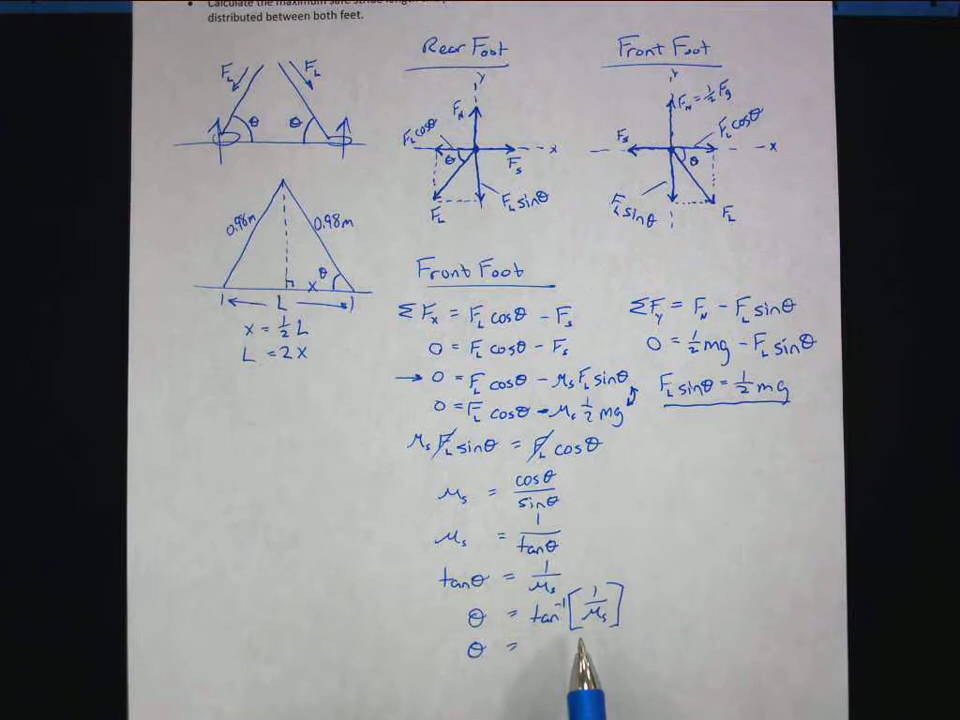 distributed between both feet.
Rear Foot
Front Foot
F_L
F_L
θ
θ
y
F_N
F_L cosθ
θ
x
F_s
F_L
F_L sinθ
y
F_N = ½ F_g
F_s
F_L cosθ
x
θ
F_L sinθ
F_L
0.98m
0.98m
θ
x
L
x = ½ L
L = 2x
Front Foot
ΣF_x = F_L cosθ - F_s
0 = F_L cosθ - F_s
→ 0 = F_L cosθ - μ_s F_L sinθ
0 = F_L cosθ - μ_s ½ mg
μ_s F_L sinθ = F_L cosθ
μ_s = cosθ / sinθ
μ_s = 1 / tanθ
tanθ = 1 / μ_s
θ = tan⁻¹ [1 / μ_s]
θ =
ΣF_y = F_N - F_L sinθ
0 = ½ mg - F_L sinθ
F_L sinθ = ½ mg